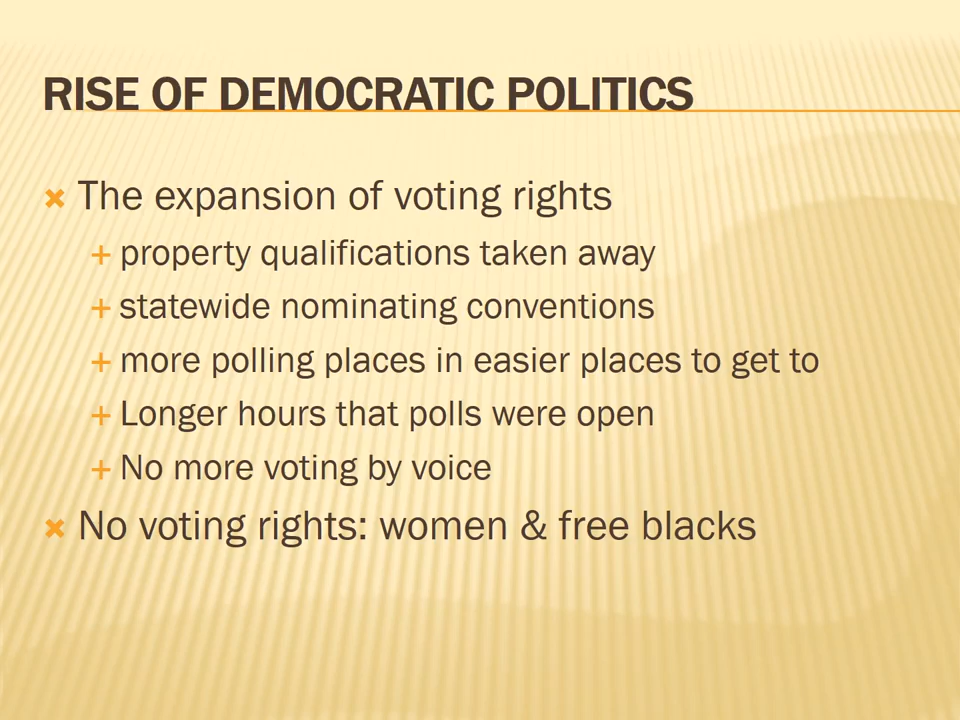 RISE OF DEMOCRATIC POLITICS
The expansion of voting rights
property qualifications taken away
statewide nominating conventions
more polling places in easier places to get to
Longer hours that polls were open
No more voting by voice
No voting rights: women & free blacks